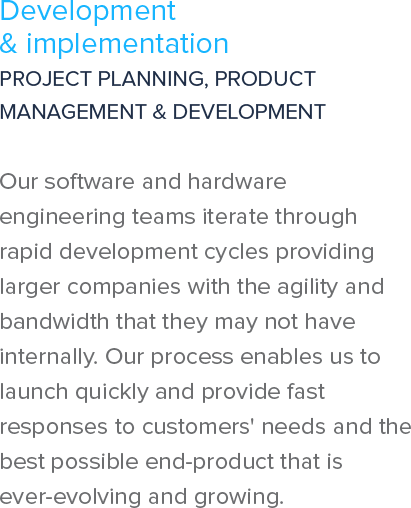 Development
& implementation
PROJECT PLANNING, PRODUCT
MANAGEMENT & DEVELOPMENT
Our software and hardware
engineering teams iterate through
rapid development cycles providing
larger companies with the agility and
bandwidth that they may not have
internally. Our process enables us to
launch quickly and provide fast
responses to customers' needs and the
best possible end-product that is
ever-evolving and growing.